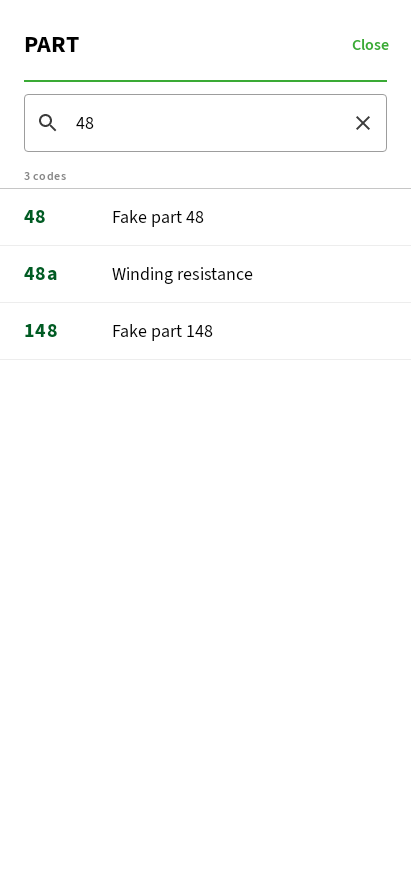 PART Close
48
3 codes
48 Fake part 48
48a Winding resistance
148 Fake part 148